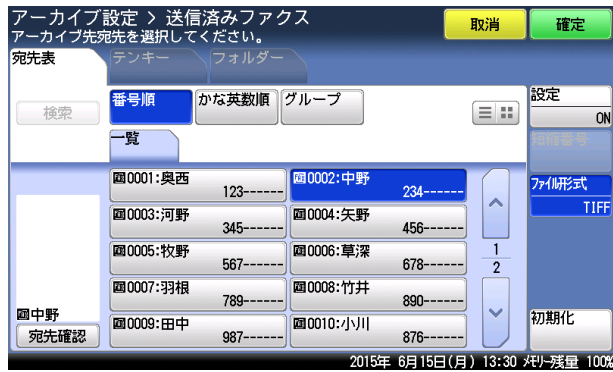 アーカイブ設定 > 送信済みファクス
アーカイブ先宛先を選択してください。
取消
確定
宛先表
テンキー
フォルダー
検索
番号順
かな英数順
グループ
一覧
設定
ON
短縮番号
ファイル形式
TIFF
0001:奥西
123------
0002:中野
234------
0003:河野
345------
0004:矢野
456------
0005:牧野
567------
0006:草深
678------
0007:羽根
789------
0008:竹井
890------
0009:田中
987------
0010:小川
876------
1
2
中野
宛先確認
初期化
2015年 6月15日(月) 13:30 メモリー残量 100%